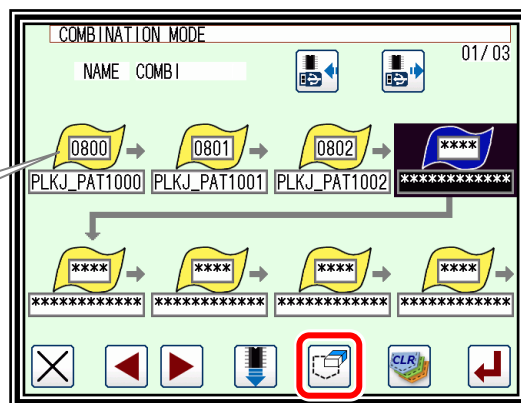 COMBINATION MODE
NAME COMBI
01/03
0800 0801 0802 ****
PLKJ_PAT1000 PLKJ_PAT1001 PLKJ_PAT1002 ************
**** **** **** ****
************ ************ ************ ************
CLR